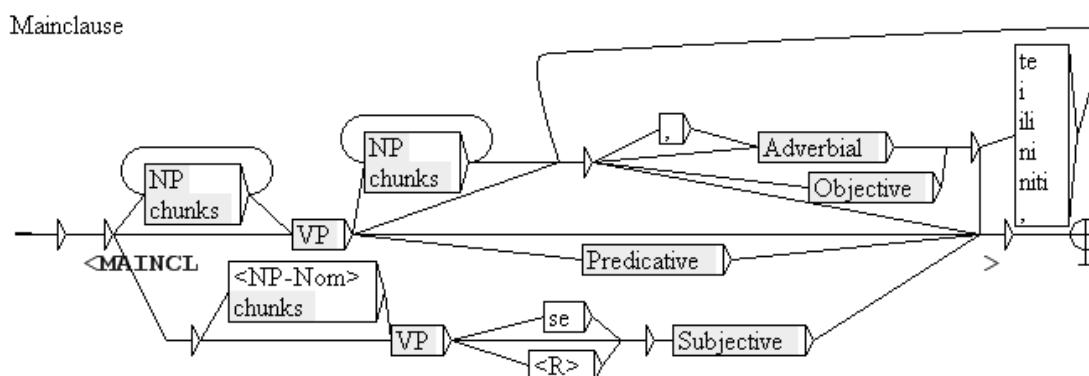 Mainclause
te
i
ili
ni
niti
,
,
NP
chunks
NP
chunks
Adverbial
Objective
VP
<MAINCL
Predicative
>
<NP-Nom>
chunks
VP
se
<R>
Subjective